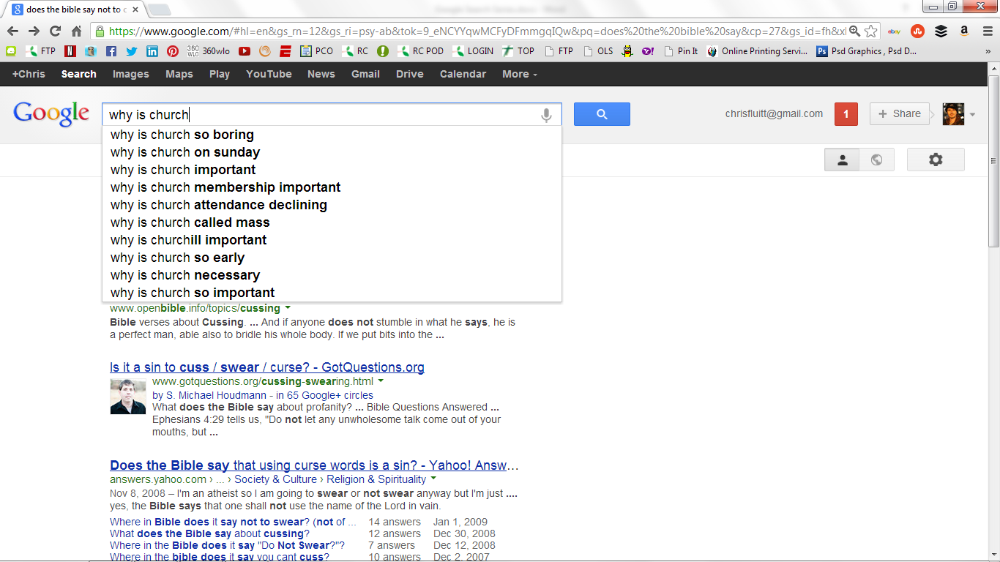 does the bible say not to c
https://www.google.com/#hl=en&gs_rn=12&gs_ri=psy-ab&tok=9_eNCYYqwMCFyDFmmgqIQw&pq=does%20the%20bible%20say&cp=27&gs_id=fh&xl
FTP 360wlo PCO RC RC POD LOGIN TOP FTP OLS Pin It Online Printing Servi... Psd Graphics , Psd D... »
+Chris Search Images Maps Play YouTube News Gmail Drive Calendar More
Google why is church chrisfluitt@gmail.com 1 + Share
why is church so boring
why is church on sunday
why is church important
why is church membership important
why is church attendance declining
why is church called mass
why is churchill important
why is church so early
why is church necessary
why is church so important
www.openbible.info/topics/cussing
Bible verses about Cussing. ... And if anyone does not stumble in what he says, he is
a perfect man, able also to bridle his whole body. If we put bits into the ...
Is it a sin to cuss / swear / curse? - GotQuestions.org
www.gotquestions.org/cussing-swearing.html
by S. Michael Houdmann - in 65 Google+ circles
What does the Bible say about profanity? ... Bible Questions Answered ...
Ephesians 4:29 tells us, "Do not let any unwholesome talk come out of your
mouths, but ...
Does the Bible say that using curse words is a sin? - Yahoo! Answ...
answers.yahoo.com › ... › Society & Culture › Religion & Spirituality
Nov 8, 2008 – I'm an atheist so I am going to swear or not swear anyway but I'm just ....
yes, the Bible says that one shall not use the name of the Lord in vain.
Where in Bible does it say not to swear? (not of ... 14 answers Jan 1, 2009
What does the Bible say about cussing? 12 answers Dec 30, 2008
Where in the Bible does it say "Do Not Swear?"? 7 answers Dec 12, 2008
Where in the bible does it say you cant cuss? 10 answers Dec 2, 2007